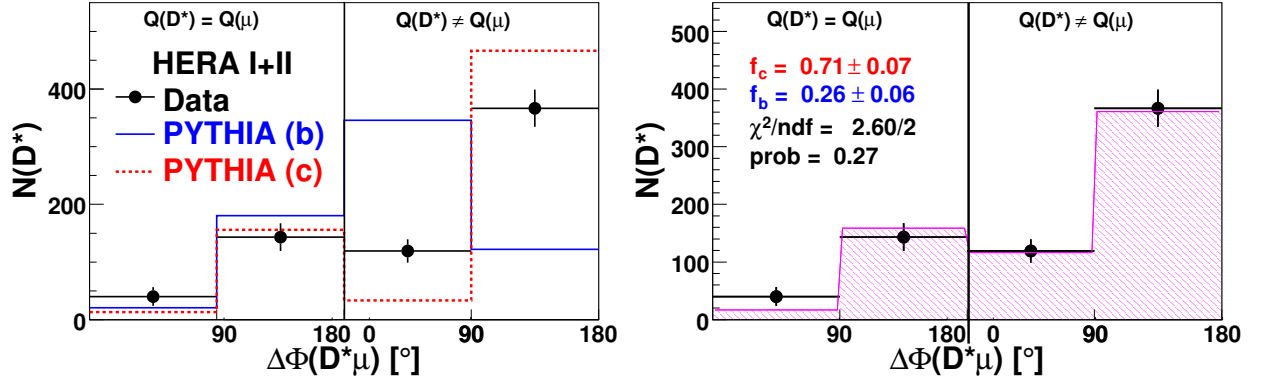 Q(D*) = Q(μ)
Q(D*) ≠ Q(μ)
HERA I+II
Data
PYTHIA (b)
PYTHIA (c)
N(D*)
400
200
0
90
180
0
90
180
ΔΦ(D*μ) [°]
Q(D*) = Q(μ)
Q(D*) ≠ Q(μ)
f_c = 0.71 ± 0.07
f_b = 0.26 ± 0.06
χ²/ndf = 2.60/2
prob = 0.27
N(D*)
500
400
300
200
100
0
90
180
0
90
180
ΔΦ(D*μ) [°]